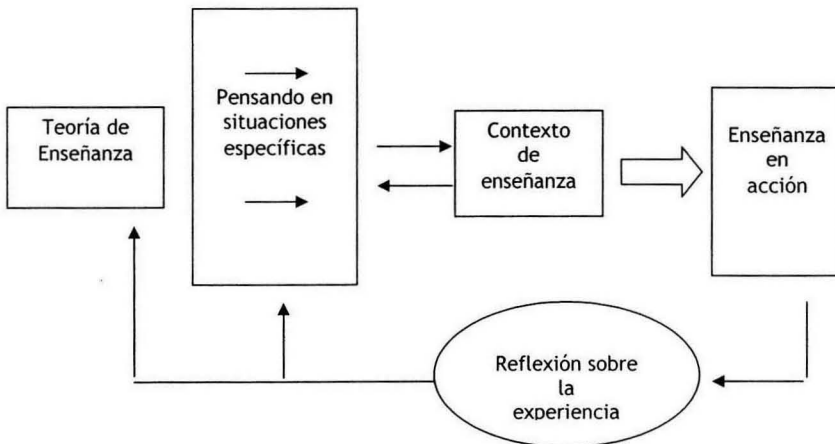 Teoría de
Enseñanza
Pensando en
situaciones
específicas
Contexto
de
enseñanza
Enseñanza
en
acción
Reflexión sobre
la
experiencia